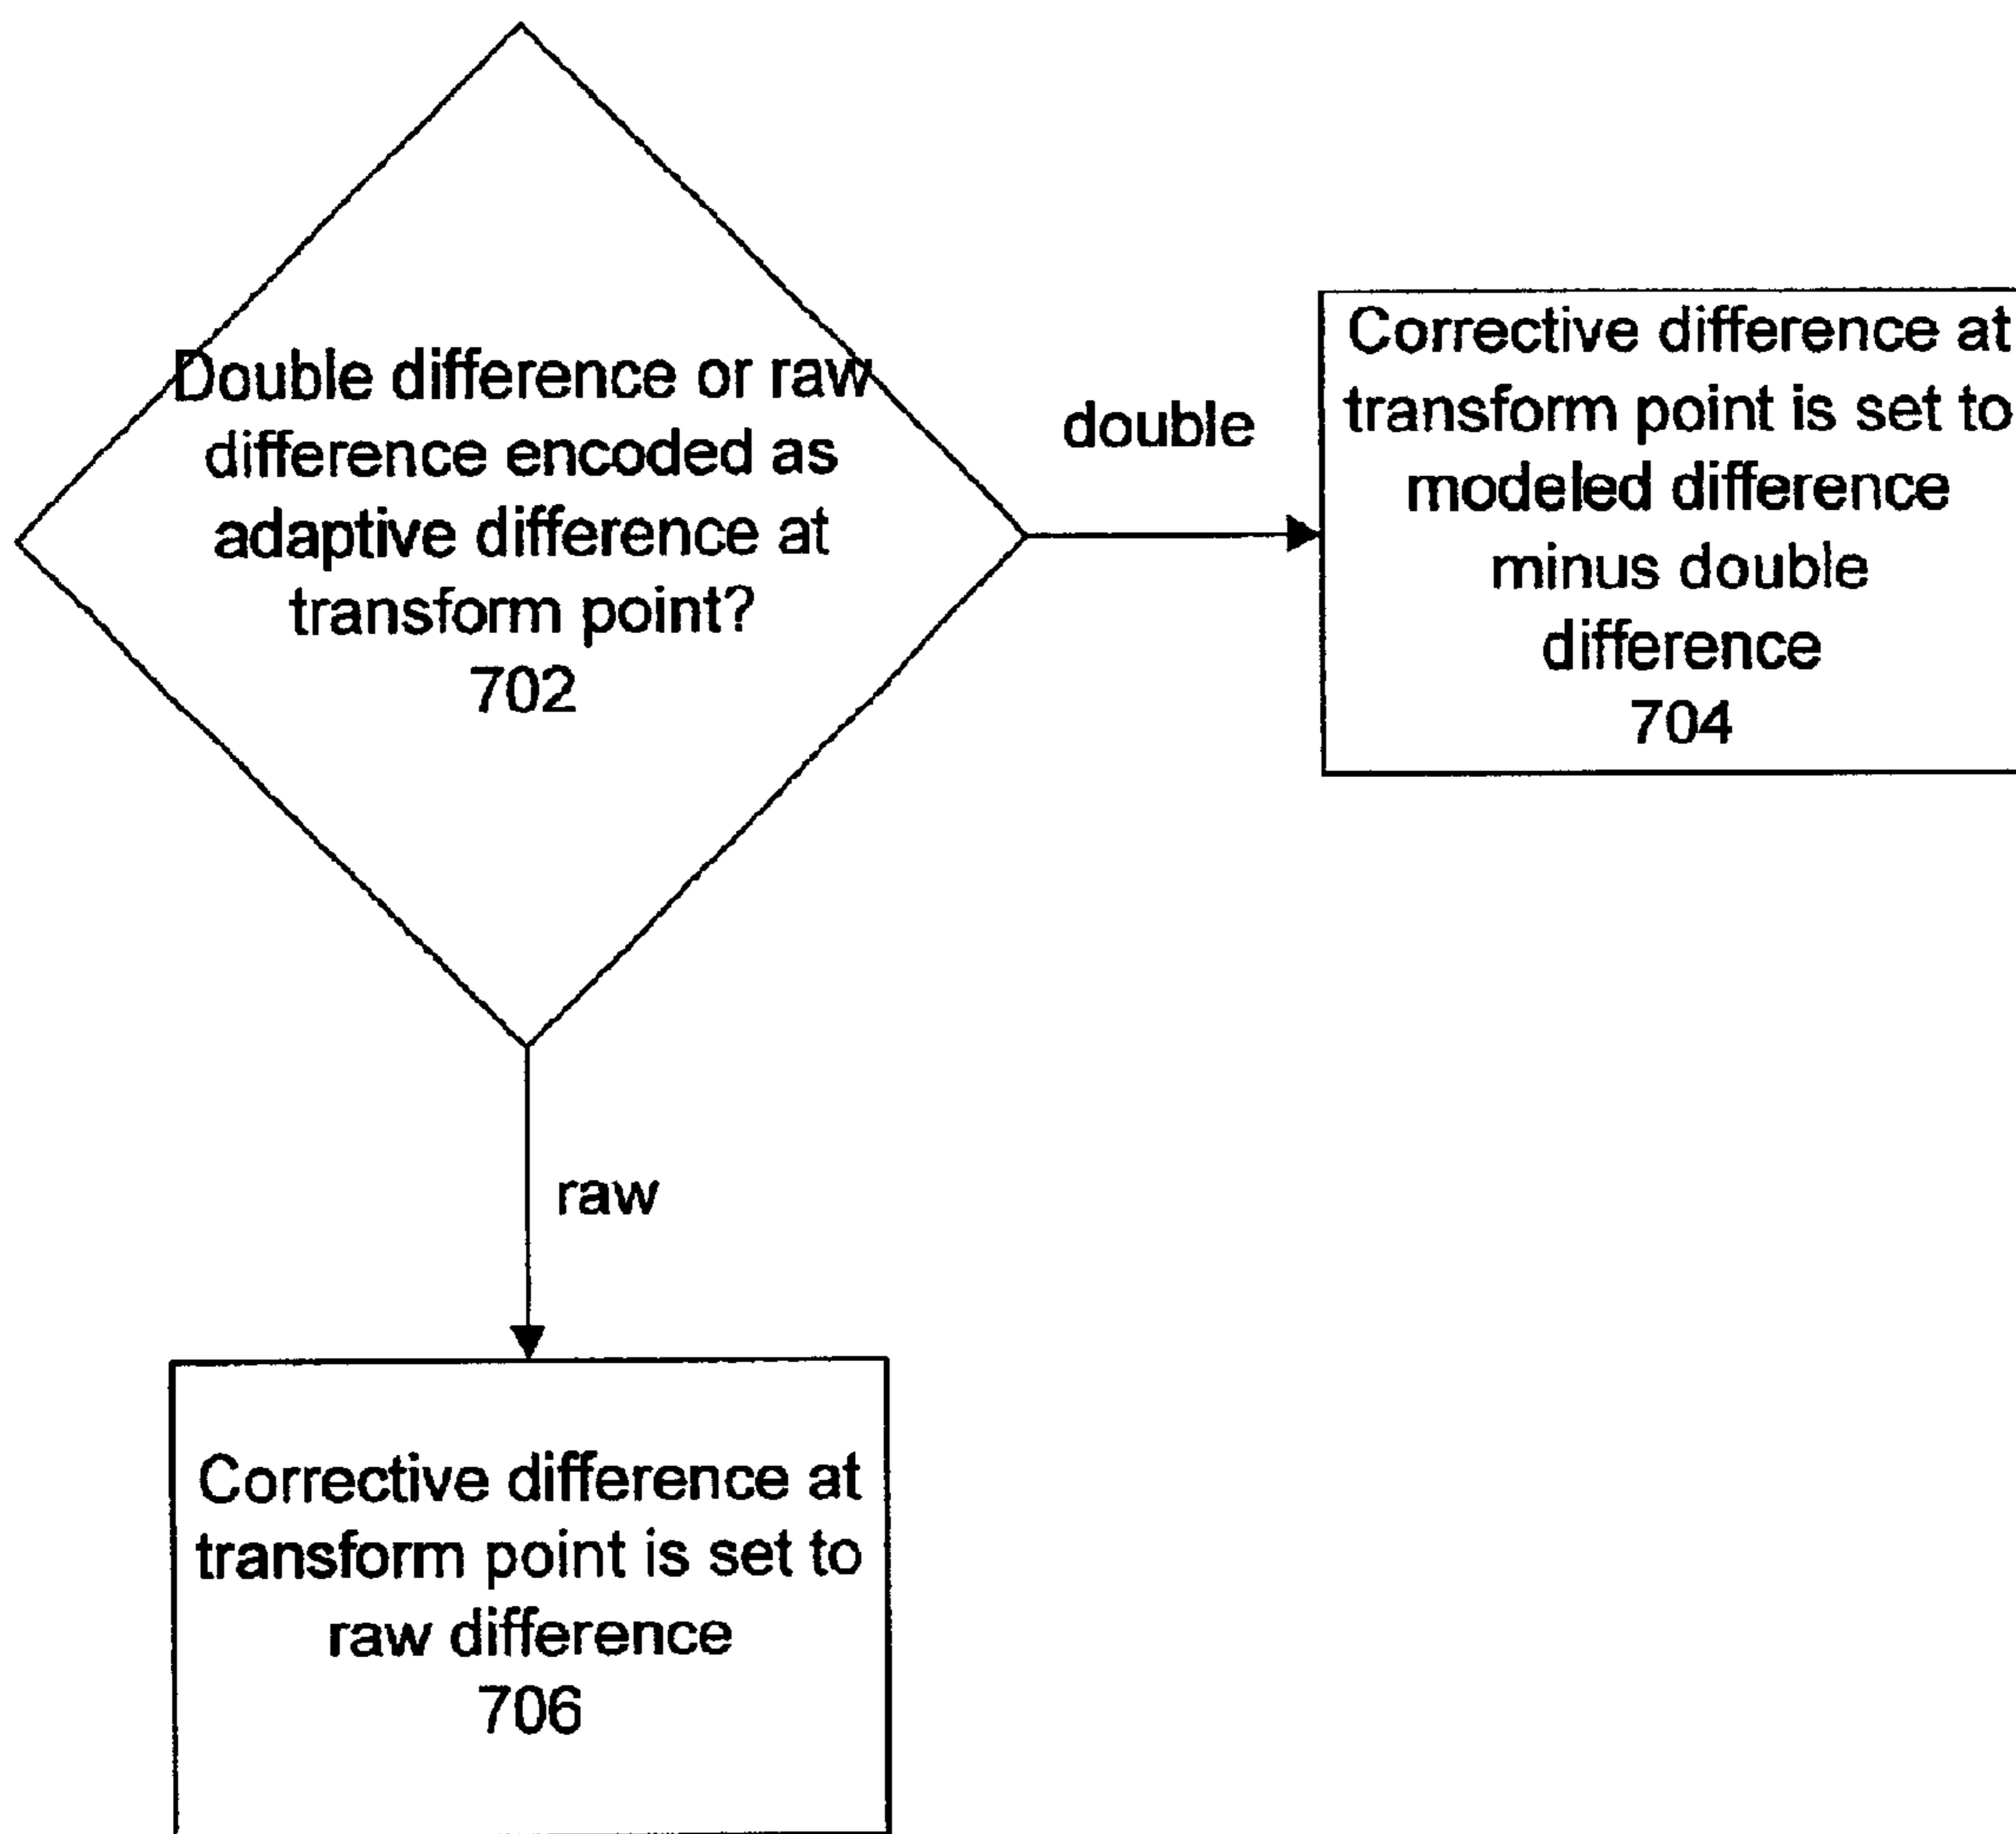 Double difference or raw
difference encoded as
adaptive difference at
transform point?
702
double
Corrective difference at
transform point is set to
modeled difference
minus double
difference
704
raw
Corrective difference at
transform point is set to
raw difference
706